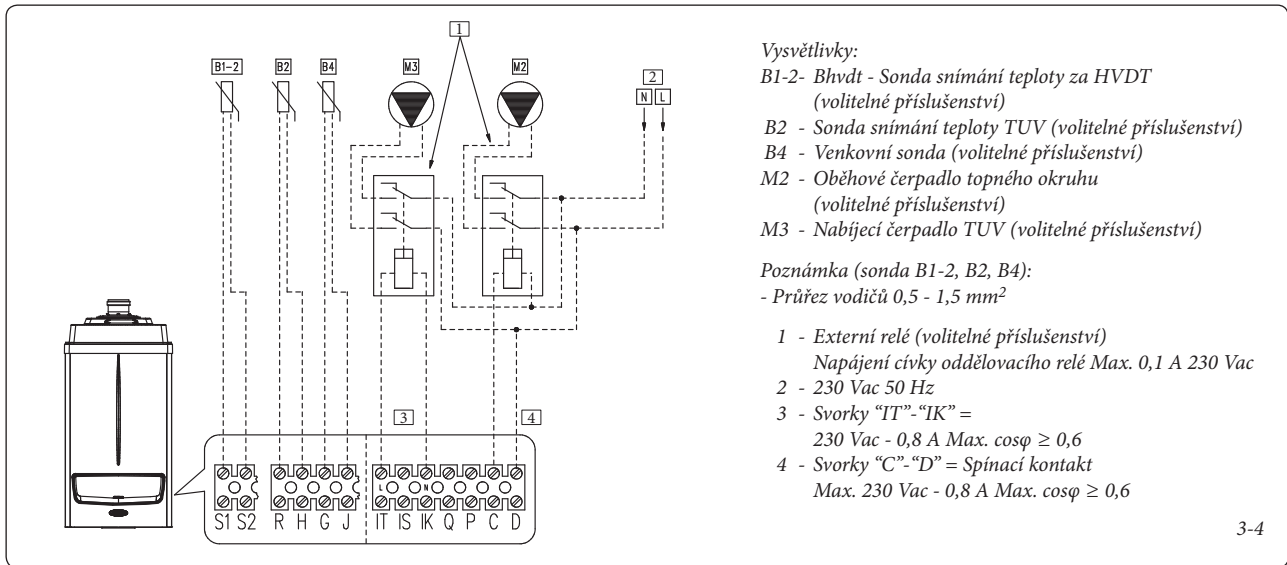 1
B1-2 B2 B4 M3 M2 2
N L
3 4
L N
S1 S2 R H G J IT IS IK Q P C D
Vysvětlivky:
B1-2- Bhvdt - Sonda snímání teploty za HVDT
(volitelné příslušenství)
B2 - Sonda snímání teploty TUV (volitelné příslušenství)
B4 - Venkovní sonda (volitelné příslušenství)
M2 - Oběhové čerpadlo topného okruhu
(volitelné příslušenství)
M3 - Nabíjecí čerpadlo TUV (volitelné příslušenství)
Poznámka (sonda B1-2, B2, B4):
- Průřez vodičů 0,5 - 1,5 mm²
1 - Externí relé (volitelné příslušenství)
Napájení cívky oddělovacího relé Max. 0,1 A 230 Vac
2 - 230 Vac 50 Hz
3 - Svorky “IT”-“IK” =
230 Vac - 0,8 A Max. cosφ ≥ 0,6
4 - Svorky “C”-“D” = Spínací kontakt
Max. 230 Vac - 0,8 A Max. cosφ ≥ 0,6
3-4